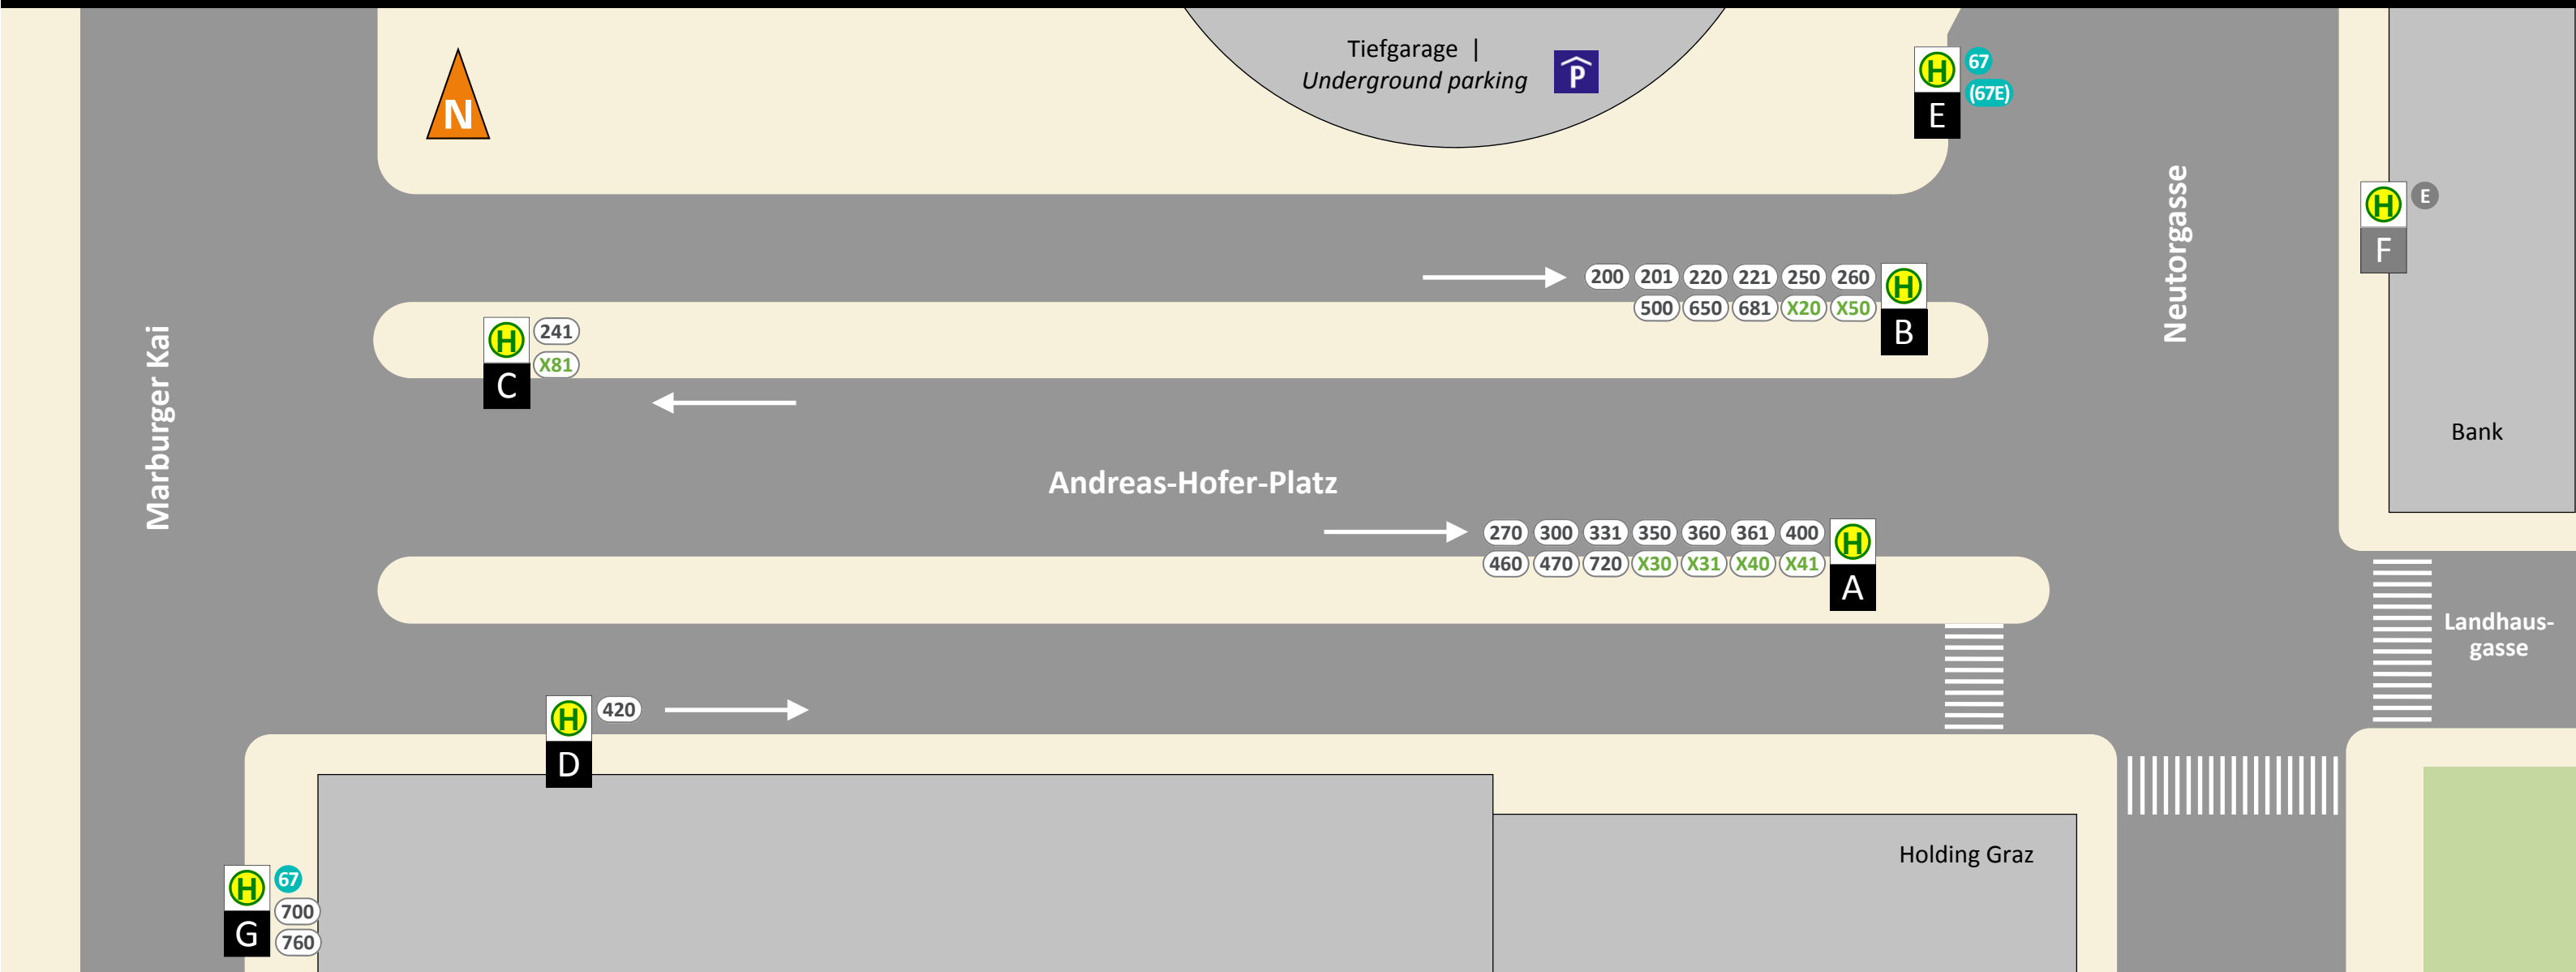 Tiefgarage |
Underground parking
P
N
H 67
(67E)
E
H E
F
Neutorgasse
200 201 220 221 250 260 H
500 650 681 X20 X50
B
H 241
X81
C
Marburger Kai
Bank
Andreas-Hofer-Platz
270 300 331 350 360 361 400 H
460 470 720 X30 X31 X40 X41
A
Landhaus-
gasse
H 420
D
Holding Graz
H 67
700
G
760